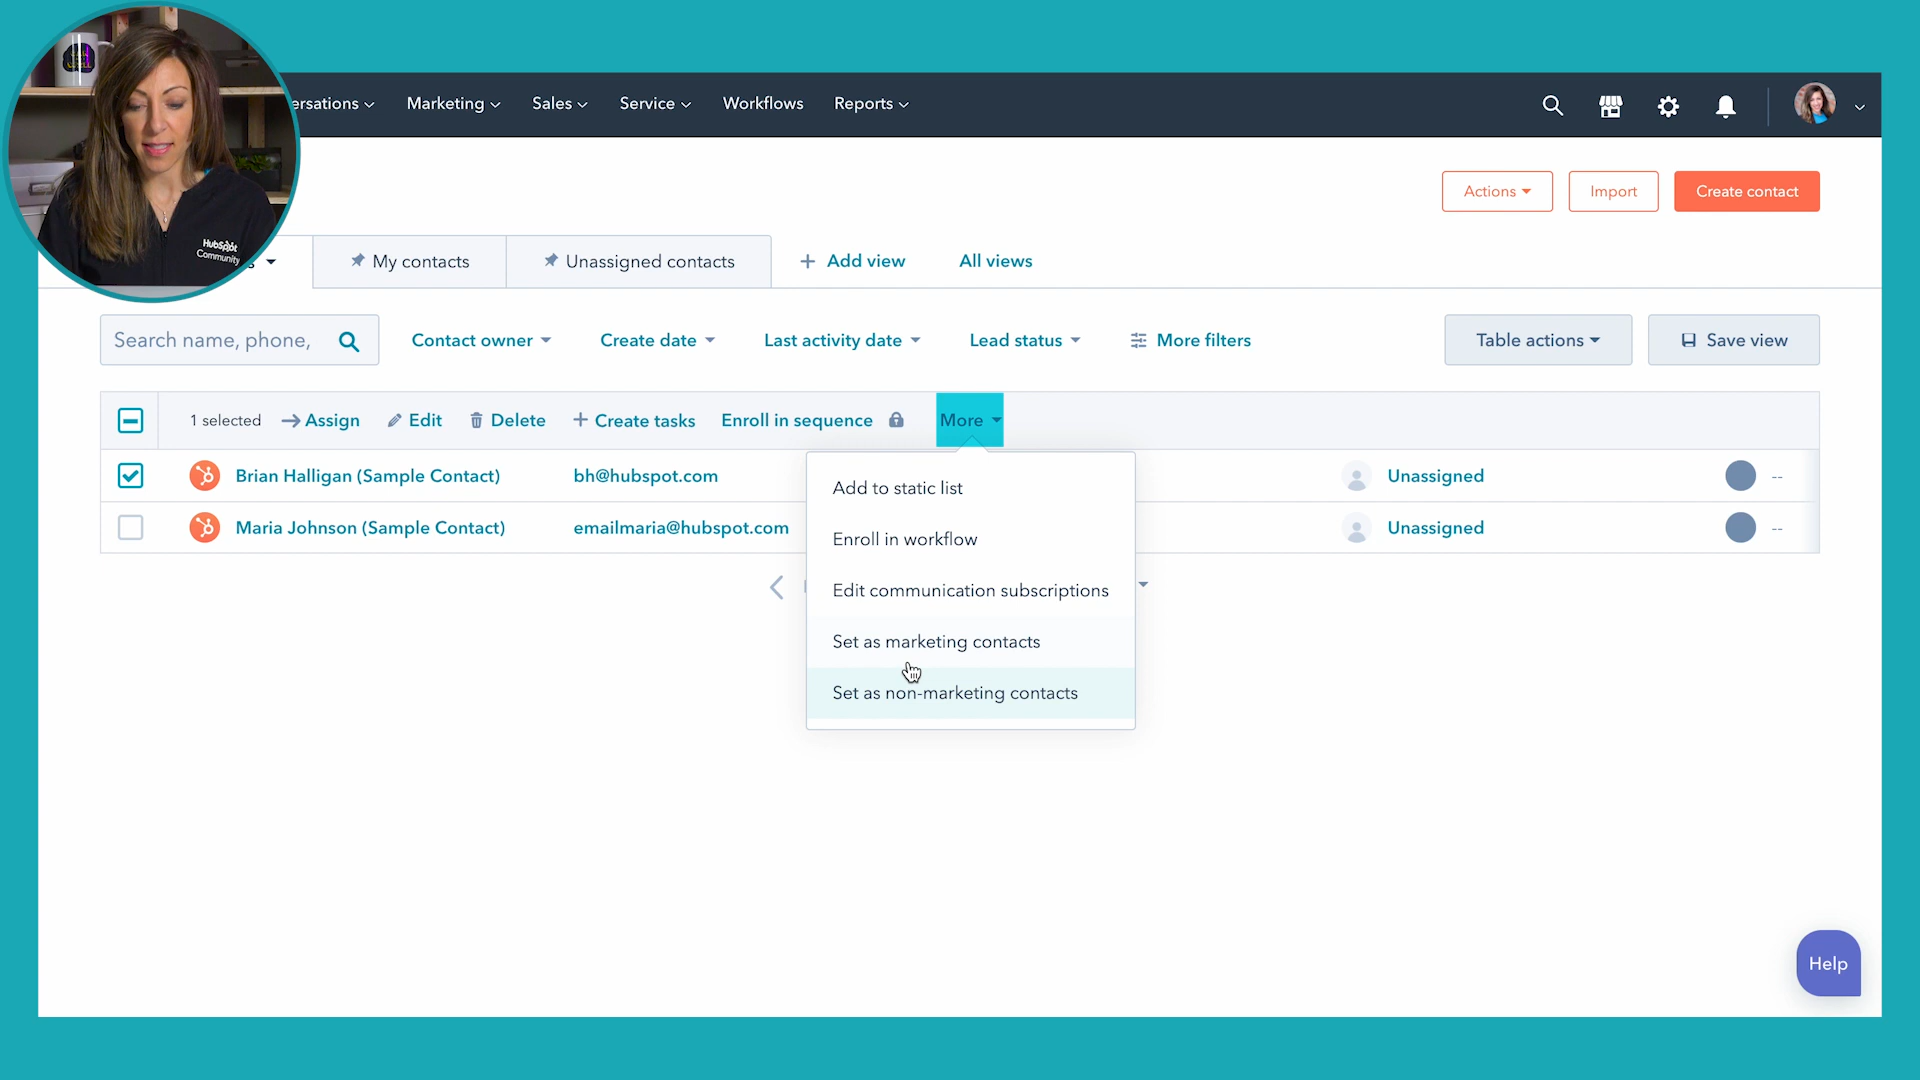 ersations Marketing Sales Service Workflows Reports
HubSpot
Community
Actions Import Create contact
s My contacts Unassigned contacts + Add view All views
Search name, phone, Contact owner Create date Last activity date Lead status More filters Table actions Save view
1 selected Assign Edit Delete + Create tasks Enroll in sequence More
Brian Halligan (Sample Contact) bh@hubspot.com Unassigned --
Maria Johnson (Sample Contact) emailmaria@hubspot.com Unassigned --
Add to static list
Enroll in workflow
Edit communication subscriptions
Set as marketing contacts
Set as non-marketing contacts
Help